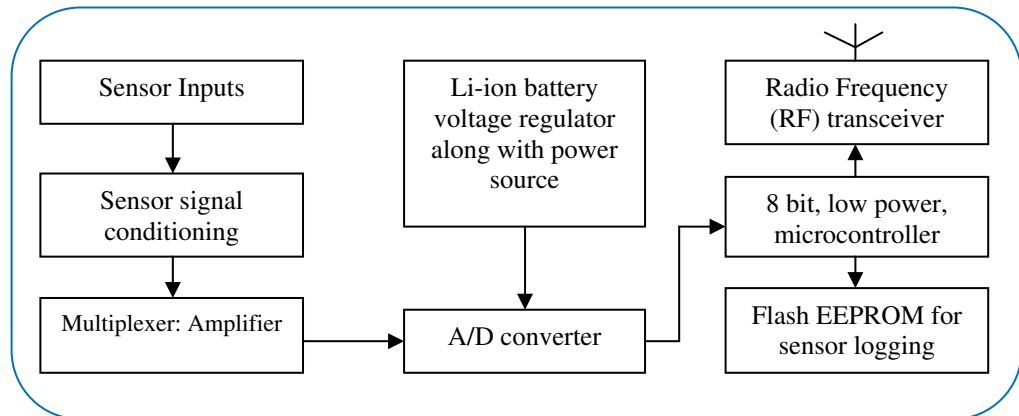 Sensor Inputs
Sensor signal
conditioning
Multiplexer: Amplifier
Li-ion battery
voltage regulator
along with power
source
A/D converter
Radio Frequency
(RF) transceiver
8 bit, low power,
microcontroller
Flash EEPROM for
sensor logging